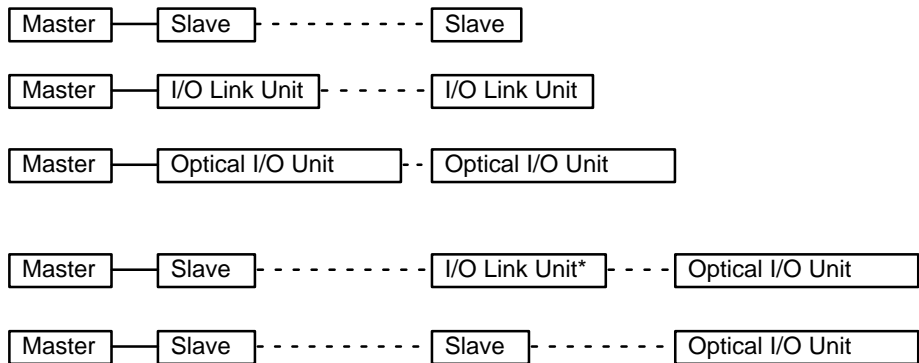 Master Slave Slave
Master I/O Link Unit I/O Link Unit
Master Optical I/O Unit Optical I/O Unit
Master Slave I/O Link Unit* Optical I/O Unit
Master Slave Slave Optical I/O Unit